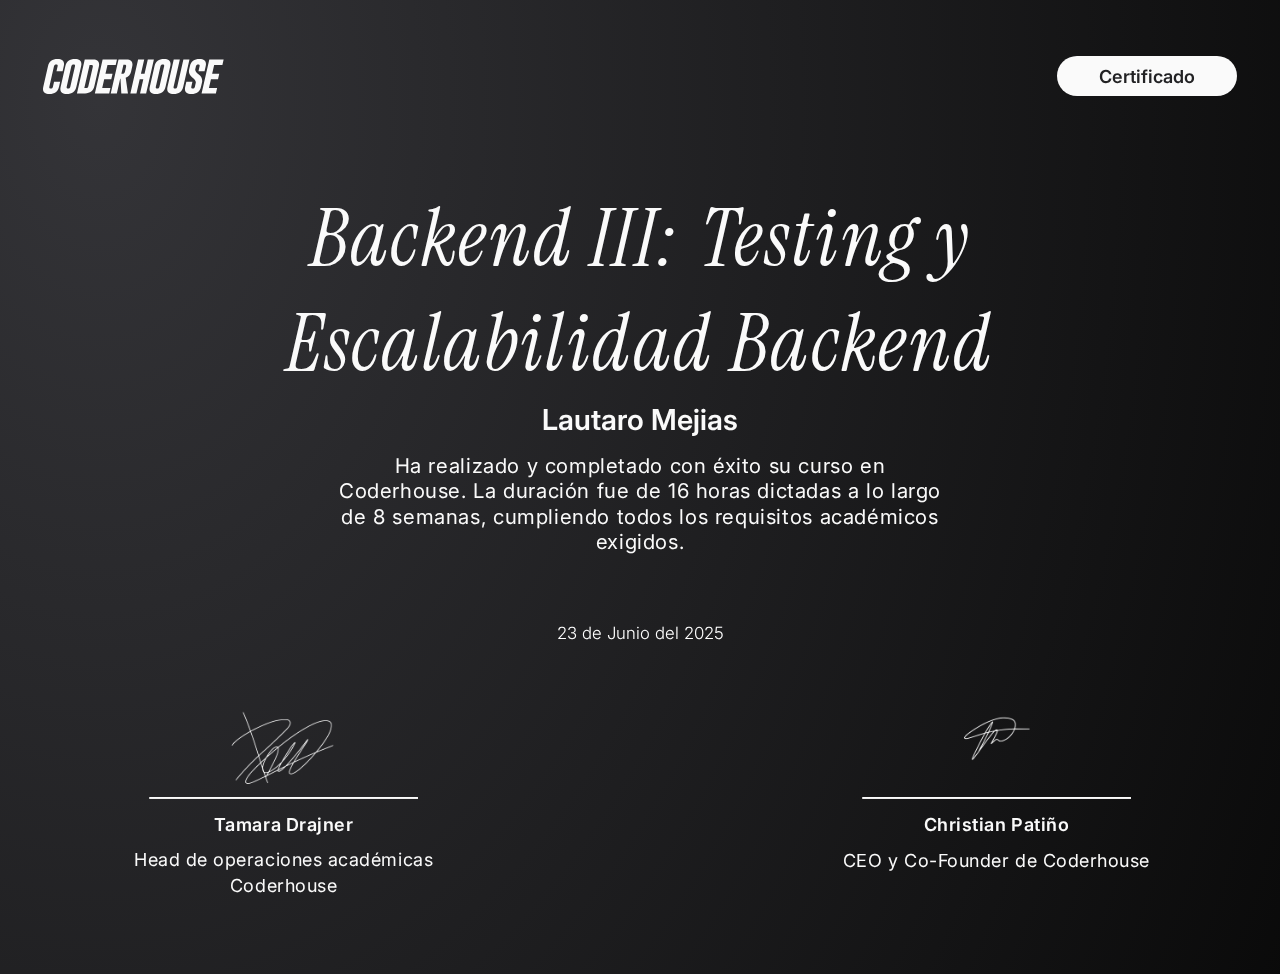 CODERHOUSE
Certificado
Backend III: Testing y
Escalabilidad Backend
Lautaro Mejias
Ha realizado y completado con éxito su curso en
Coderhouse. La duración fue de 16 horas dictadas a lo largo
de 8 semanas, cumpliendo todos los requisitos académicos
exigidos.
23 de Junio del 2025
Tamara Drajner
Head de operaciones académicas
Coderhouse
Christian Patiño
CEO y Co-Founder de Coderhouse